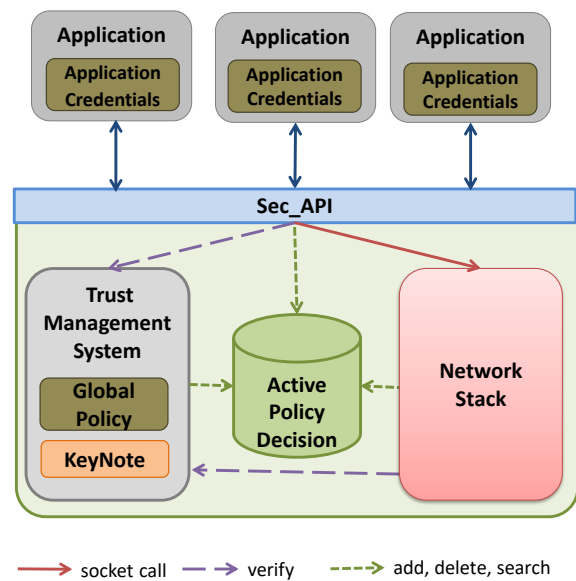 Application
Application
Credentials
Application
Application
Credentials
Application
Application
Credentials
Sec_API
Trust
Management
System
Global
Policy
KeyNote
Active
Policy
Decision
Network
Stack
socket call
verify
add, delete, search